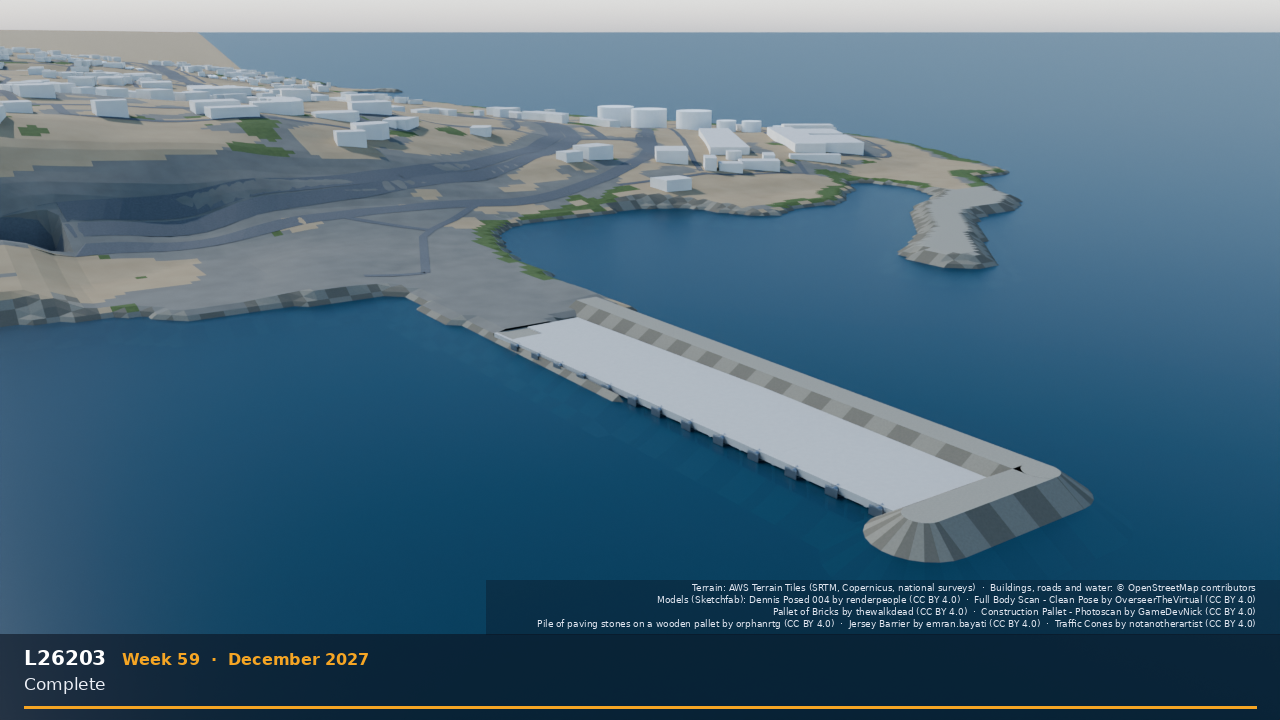 Terrain: AWS Terrain Tiles (SRTM, Copernicus, national surveys)  ·  Buildings, roads and water: © OpenStreetMap contributors
Models (Sketchfab): Dennis Posed 004 by renderpeople (CC BY 4.0)  ·  Full Body Scan - Clean Pose by OverseerTheVirtual (CC BY 4.0)
Pallet of Bricks by thewalkdead (CC BY 4.0)  ·  Construction Pallet - Photoscan by GameDevNick (CC BY 4.0)
Pile of paving stones on a wooden pallet by orphanrtg (CC BY 4.0)  ·  Jersey Barrier by emran.bayati (CC BY 4.0)  ·  Traffic Cones by notanotherartist (CC BY 4.0)
L26203 Week 59  ·  December 2027
Complete